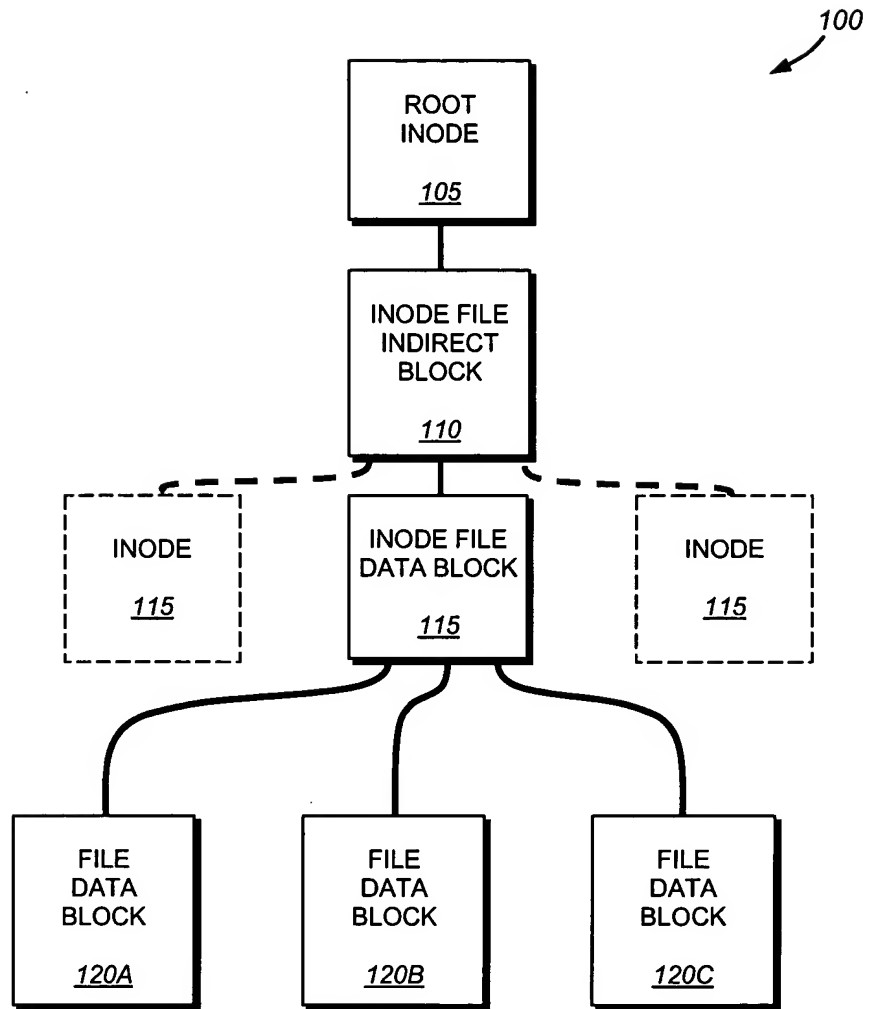 100
ROOT
INODE
105
INODE FILE
INDIRECT
BLOCK
110
INODE
115
INODE FILE
DATA BLOCK
115
INODE
115
FILE
DATA
BLOCK
120A
FILE
DATA
BLOCK
120B
FILE
DATA
BLOCK
120C